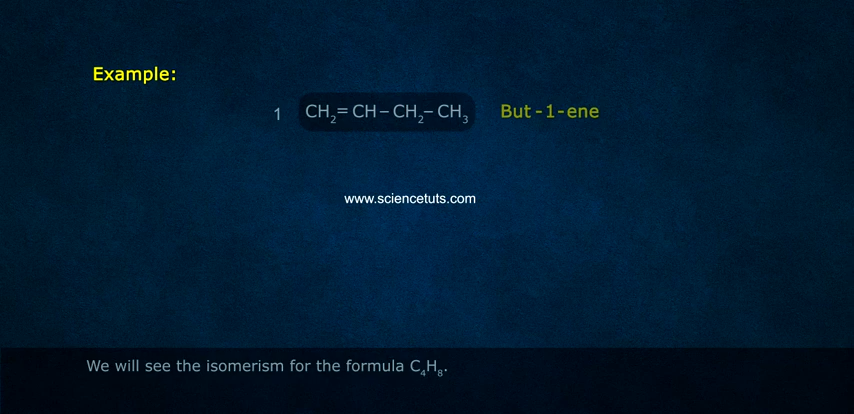 Example:
1 CH₂= CH – CH₂– CH₃ But - 1 - ene
www.sciencetuts.com
We will see the isomerism for the formula C₄H₈.